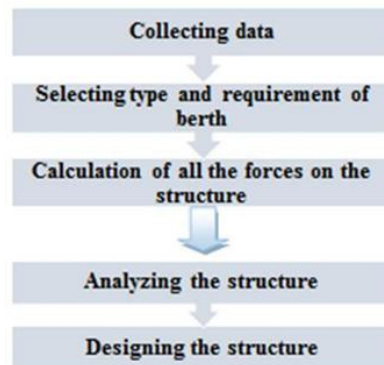 Collecting data
Selecting type and requirement of
berth
Calculation of all the forces on the
structure
Analyzing the structure
Designing the structure